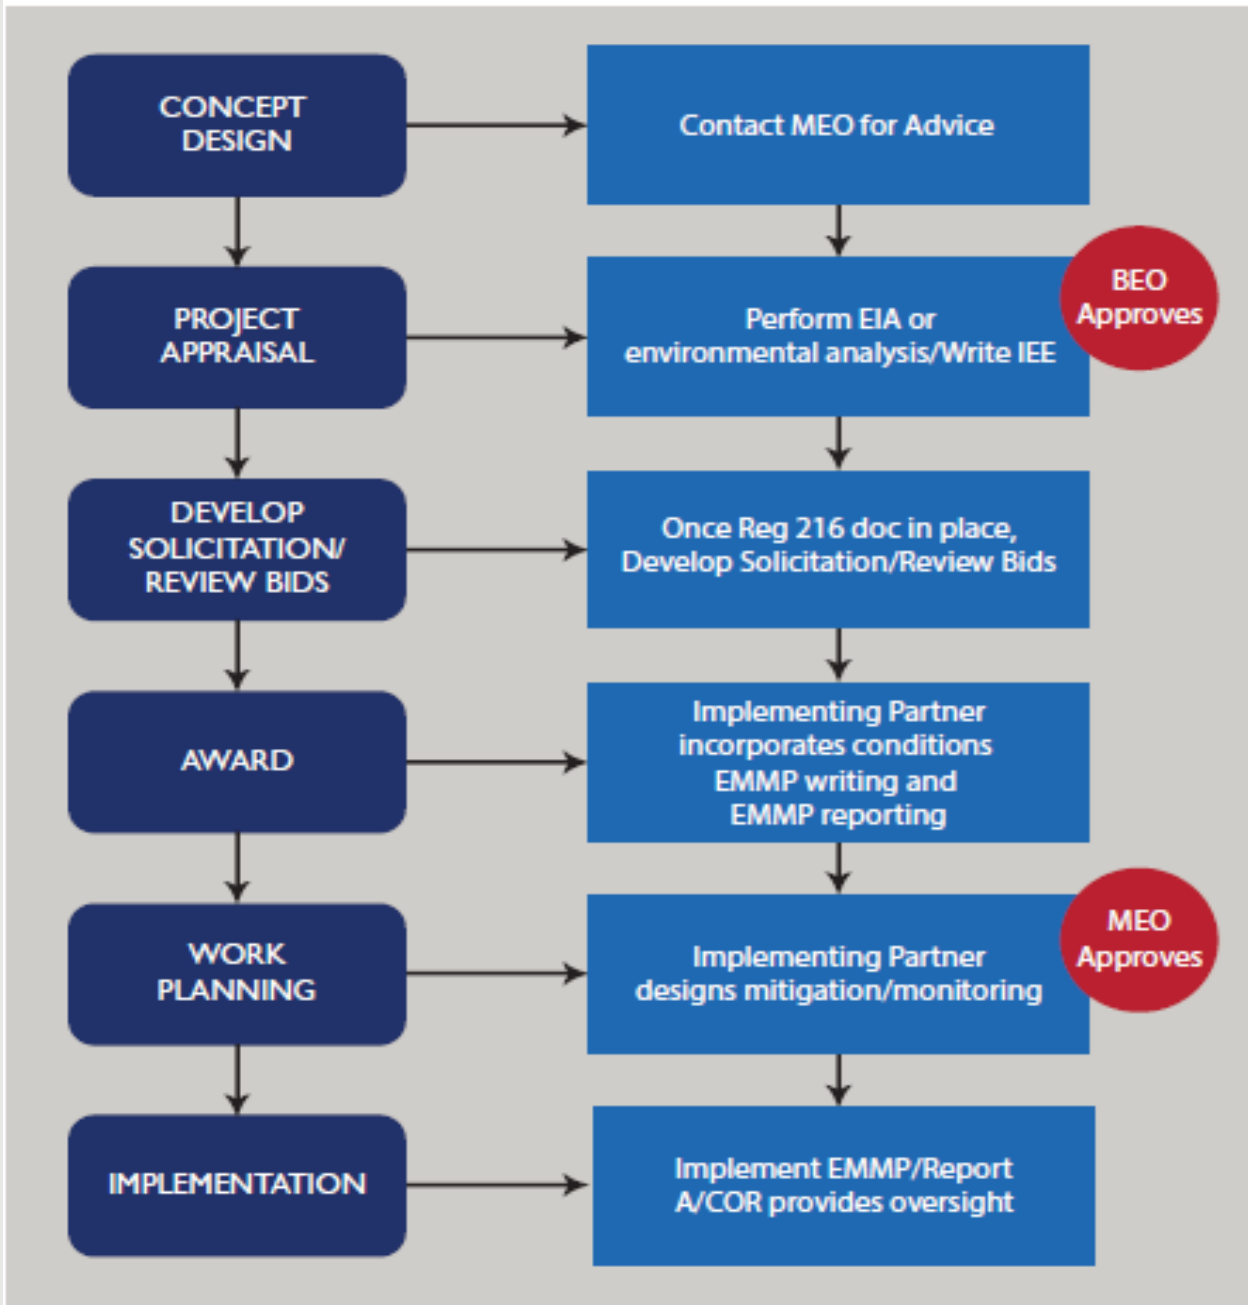 CONCEPT
DESIGN
Contact MEO for Advice
PROJECT
APPRAISAL
Perform EIA or
environmental analysis/Write IEE
BEO
Approves
DEVELOP
SOLICITATION/
REVIEW BIDS
Once Reg 216 doc in place,
Develop Solicitation/Review Bids
AWARD
Implementing Partner
incorporates conditions
EMMP writing and
EMMP reporting
WORK
PLANNING
Implementing Partner
designs mitigation/monitoring
MEO
Approves
IMPLEMENTATION
Implement EMMP/Report
A/COR provides oversight